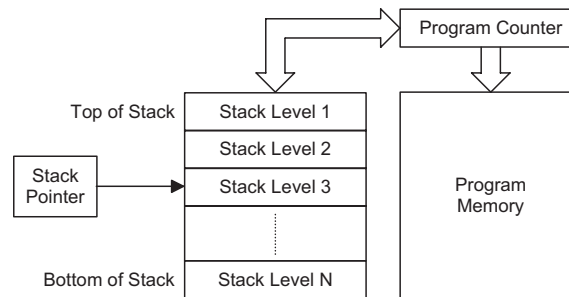 Program Counter
Top of Stack
Stack Level 1
Stack Level 2
Stack
Pointer
Stack Level 3
Program
Memory
Bottom of Stack
Stack Level N